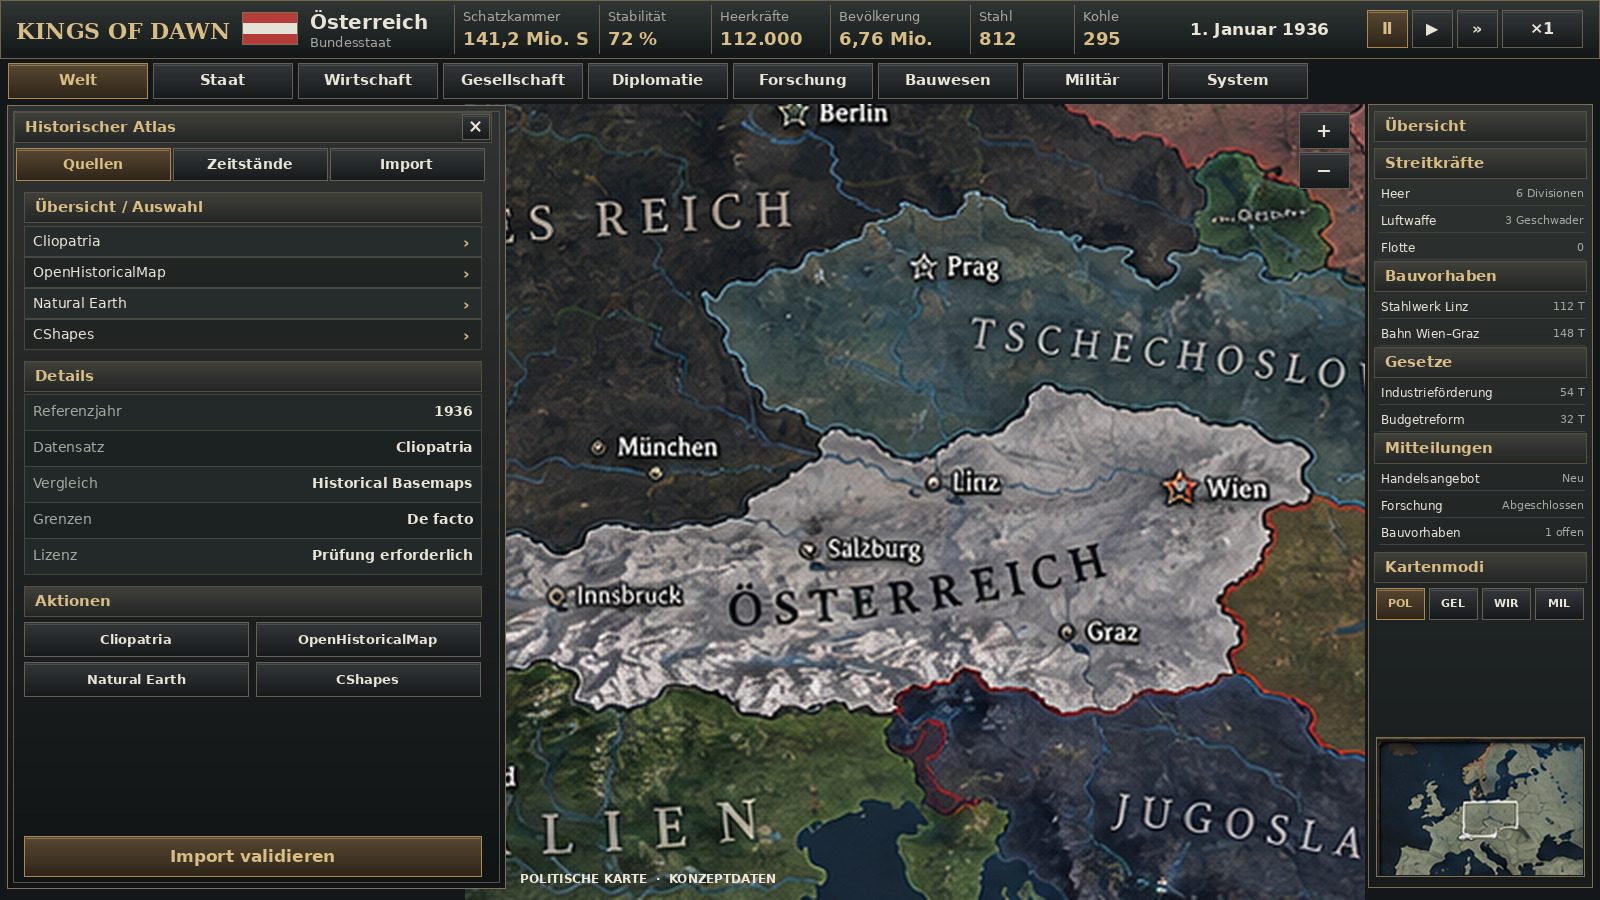 KINGS OF DAWN
Österreich
Bundesstaat
Schatzkammer
141,2 Mio. S
Stabilität
72 %
Heerkräfte
112.000
Bevölkerung
6,76 Mio.
Stahl
812
Kohle
295
1. Januar 1936
II
▶
»
×1
Welt
Staat
Wirtschaft
Gesellschaft
Diplomatie
Forschung
Bauwesen
Militär
System
Historischer Atlas
×
Quellen
Zeitstände
Import
Übersicht / Auswahl
Cliopatria ›
OpenHistoricalMap ›
Natural Earth ›
CShapes ›
Details
Referenzjahr 1936
Datensatz Cliopatria
Vergleich Historical Basemaps
Grenzen De facto
Lizenz Prüfung erforderlich
Aktionen
Cliopatria
OpenHistoricalMap
Natural Earth
CShapes
Import validieren
Berlin
ES REICH
Prag
TSCHECHOSLOV
München
Linz
Wien
Salzburg
ÖSTERREICH
Innsbruck
Graz
d
LIEN
JUGOSLA
POLITISCHE KARTE · KONZEPTDATEN
+
−
Übersicht
Streitkräfte
Heer 6 Divisionen
Luftwaffe 3 Geschwader
Flotte 0
Bauvorhaben
Stahlwerk Linz 112 T
Bahn Wien–Graz 148 T
Gesetze
Industrieförderung 54 T
Budgetreform 32 T
Mitteilungen
Handelsangebot Neu
Forschung Abgeschlossen
Bauvorhaben 1 offen
Kartenmodi
POL
GEL
WIR
MIL